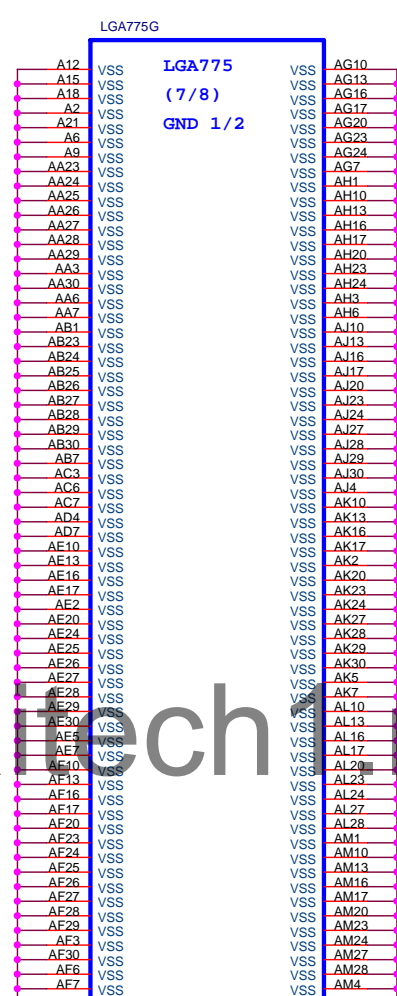 LGA775G
A12 VSS LGA775 VSS AG10
A15 VSS (7/8) VSS AG13
A18 VSS VSS AG16
A2 VSS GND 1/2 VSS AG17
A21 VSS VSS AG20
A6 VSS VSS AG23
A9 VSS VSS AG24
AA23 VSS VSS AG7
AA24 VSS VSS AH1
AA25 VSS VSS AH10
AA26 VSS VSS AH13
AA27 VSS VSS AH16
AA28 VSS VSS AH17
AA29 VSS VSS AH20
AA3 VSS VSS AH23
AA30 VSS VSS AH24
AA6 VSS VSS AH3
AA7 VSS VSS AH6
AB1 VSS VSS AJ10
AB23 VSS VSS AJ13
AB24 VSS VSS AJ16
AB25 VSS VSS AJ17
AB26 VSS VSS AJ20
AB27 VSS VSS AJ23
AB28 VSS VSS AJ24
AB29 VSS VSS AJ27
AB30 VSS VSS AJ28
AB7 VSS VSS AJ29
AC3 VSS VSS AJ30
AC6 VSS VSS AJ4
AC7 VSS VSS AK10
AD4 VSS VSS AK13
AD7 VSS VSS AK16
AE10 VSS VSS AK17
AE13 VSS VSS AK2
AE16 VSS VSS AK20
AE17 VSS VSS AK23
AE2 VSS VSS AK24
AE20 VSS VSS AK27
AE24 VSS VSS AK28
AE25 VSS VSS AK29
AE26 VSS VSS AK30
AE27 VSS VSS AK5
AE28 VSS VSS AK7
AE29 VSS VSS AL10
AE30 VSS VSS AL13
AE5 VSS VSS AL16
AE7 VSS VSS AL17
AF10 VSS VSS AL20
AF13 VSS VSS AL23
AF16 VSS VSS AL24
AF17 VSS VSS AL27
AF20 VSS VSS AL28
AF23 VSS VSS AM1
AF24 VSS VSS AM10
AF25 VSS VSS AM13
AF26 VSS VSS AM16
AF27 VSS VSS AM17
AF28 VSS VSS AM20
AF29 VSS VSS AM23
AF3 VSS VSS AM24
AF30 VSS VSS AM27
AF6 VSS VSS AM28
AF7 VSS VSS AM4
itech1.